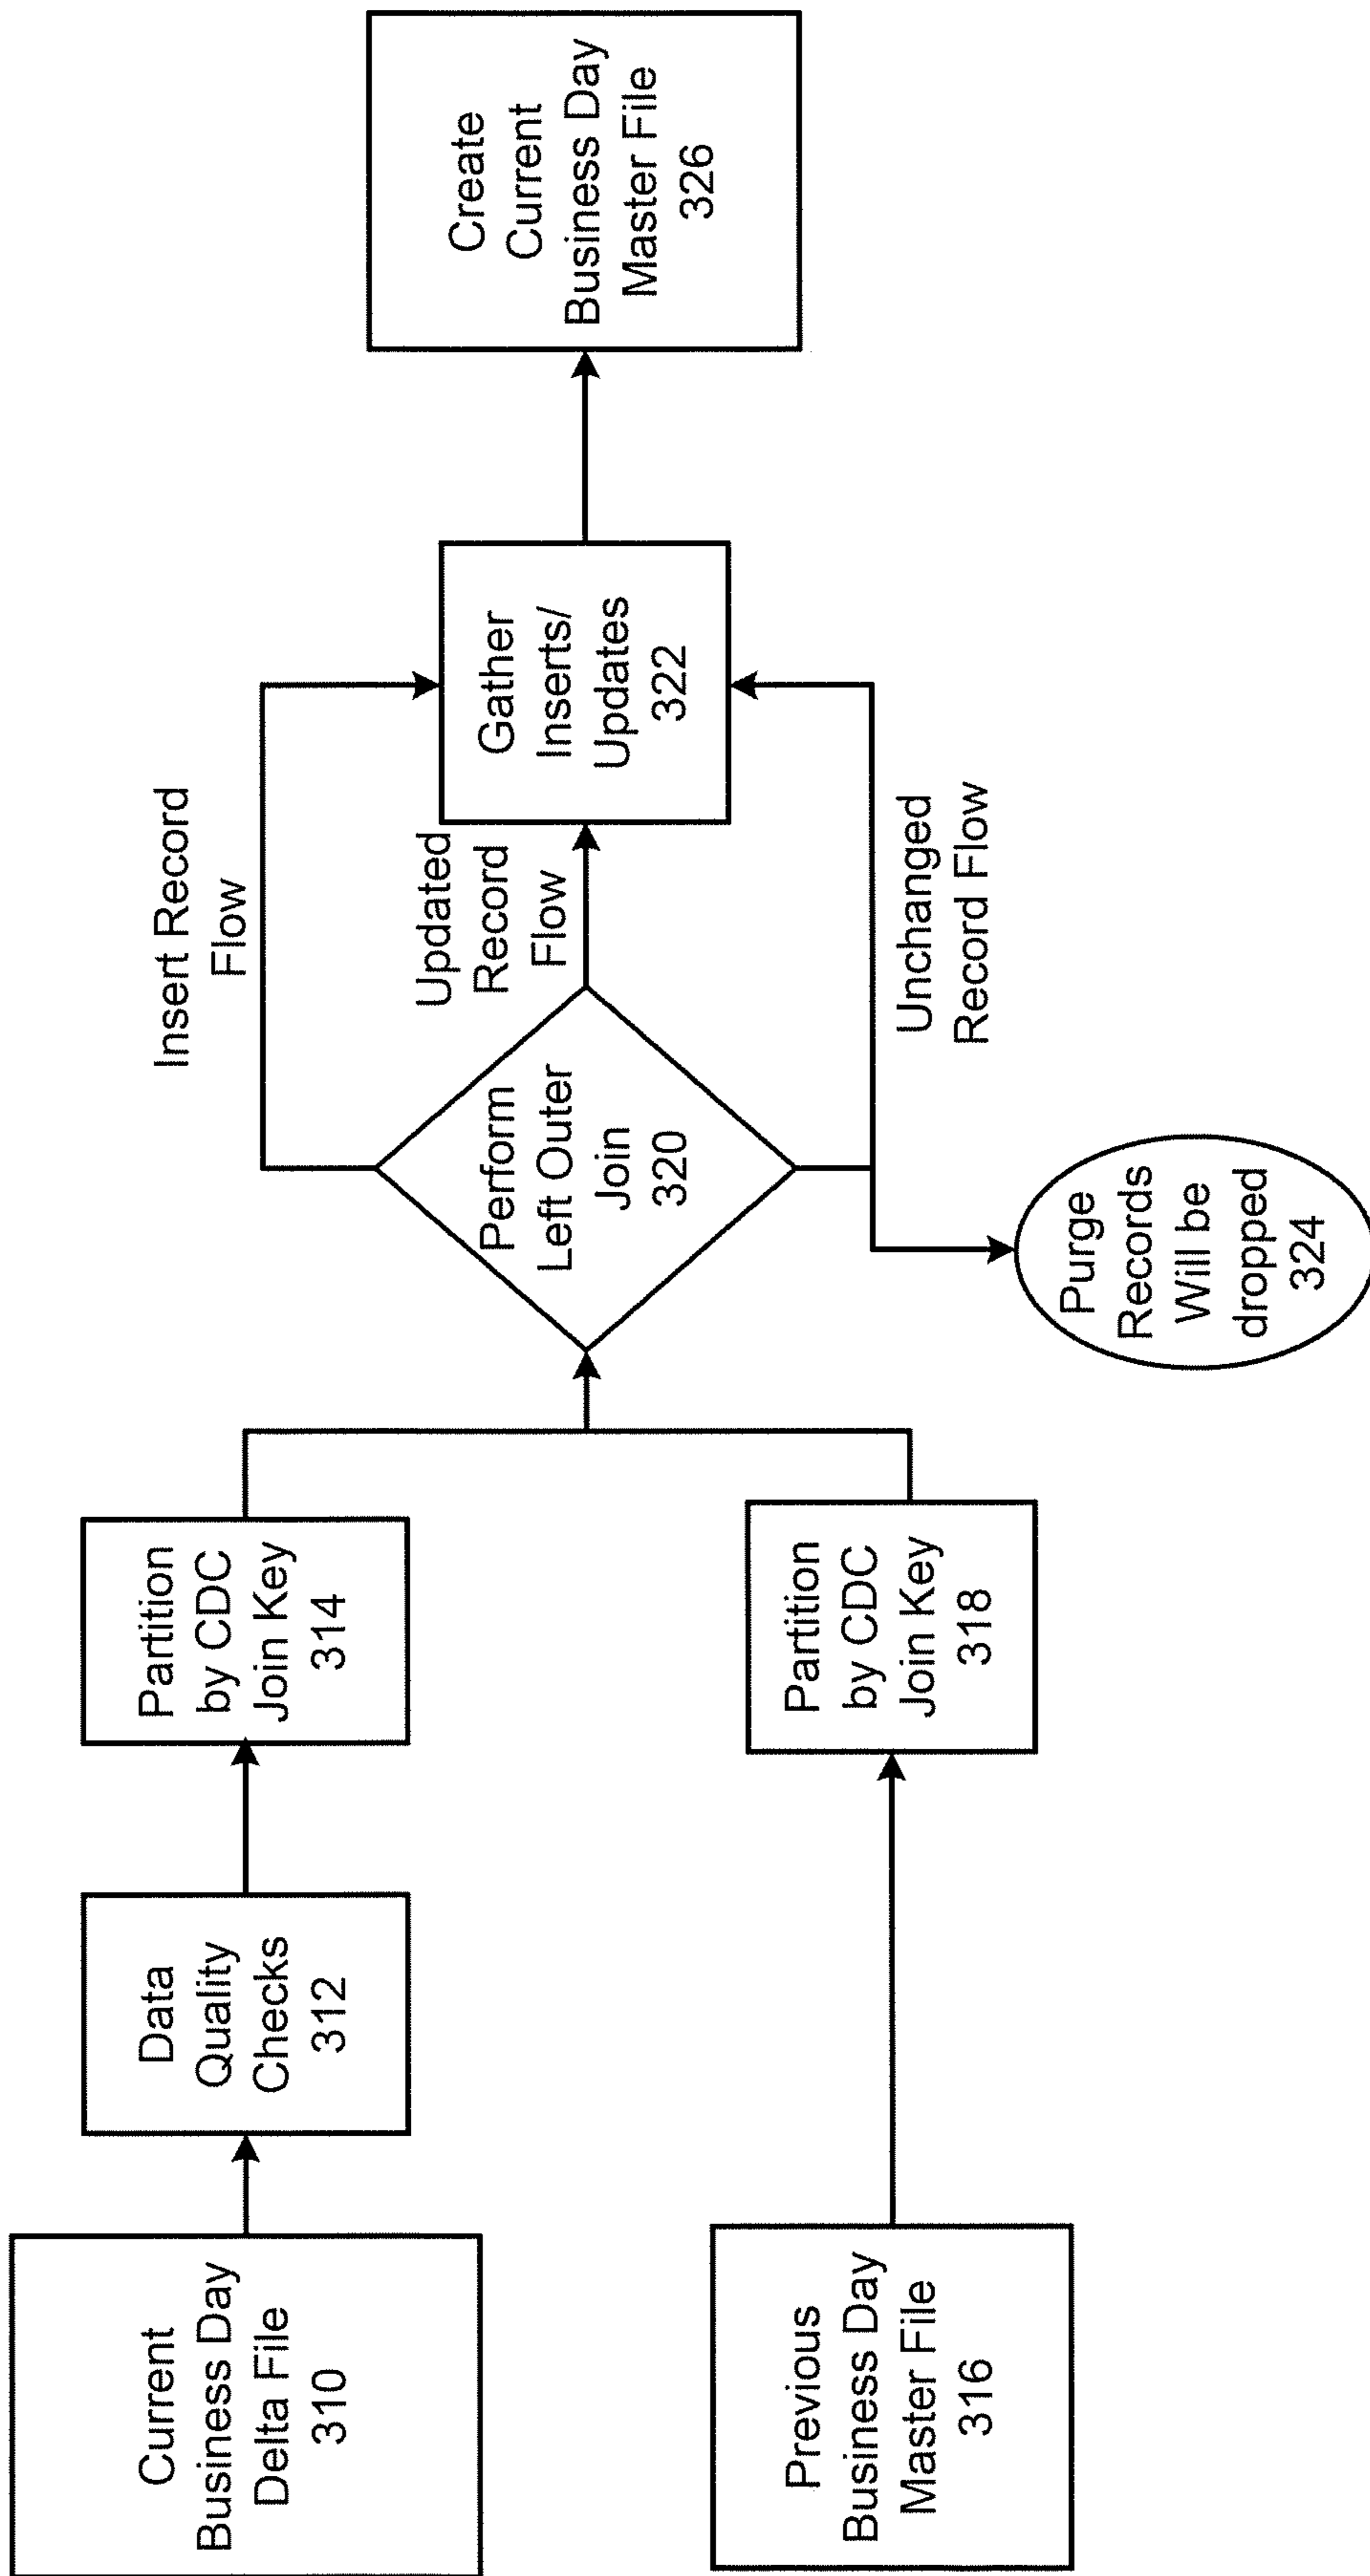 Current
Business Day
Delta File
310
Data
Quality
Checks
312
Partition
by CDC
Join Key
314
Previous
Business Day
Master File
316
Partition
by CDC
Join Key
318
Perform
Left Outer
Join
320
Insert Record
Flow
Updated
Record
Flow
Unchanged
Record Flow
Purge
Records
Will be
dropped
324
Gather
Inserts/
Updates
322
Create
Current
Business Day
Master File
326